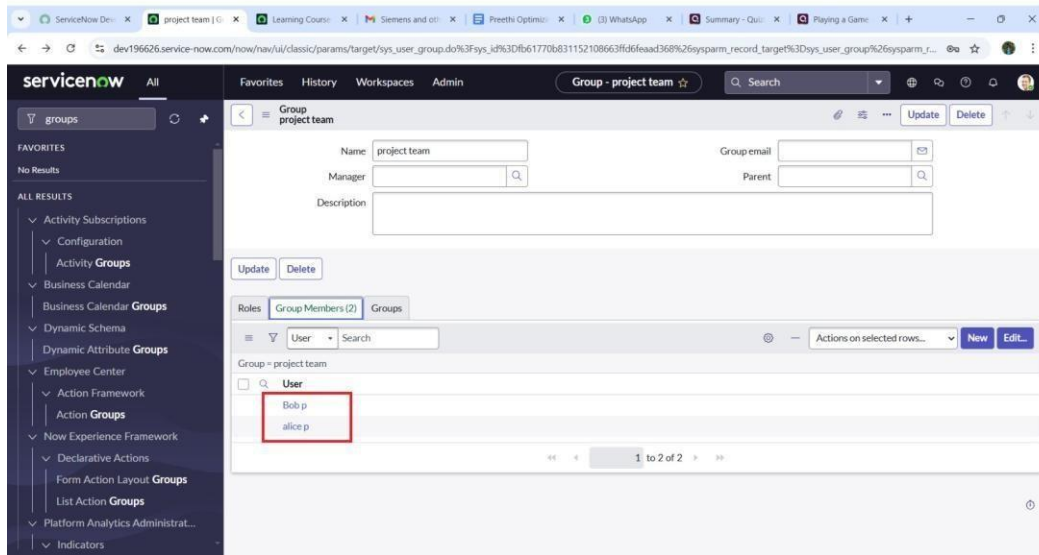 ServiceNow Dev
project team | G
Learning Course
Siemens and oth
Preethi Optimiz
(3) WhatsApp
Summary - Qui
Playing a Game
dev196626.service-now.com/now/nav/ui/classic/params/target/sys_user_group.do%3Fsys_id%3Dfb61770b831152108663ffd6feaad368%26sysparm_record_target%3Dsys_user_group%26sysparm_r...
servicenow All Favorites History Workspaces Admin Group - project team Search
groups
FAVORITES
No Results
ALL RESULTS
Activity Subscriptions
Configuration
Activity Groups
Business Calendar
Business Calendar Groups
Dynamic Schema
Dynamic Attribute Groups
Employee Center
Action Framework
Action Groups
Now Experience Framework
Declarative Actions
Form Action Layout Groups
List Action Groups
Platform Analytics Administrat...
Indicators
Group
project team
Update Delete
Name project team
Group email
Manager
Parent
Description
Update Delete
Roles Group Members (2) Groups
User Search Actions on selected rows... New Edit...
Group = project team
User
Bob p
alice p
1 to 2 of 2